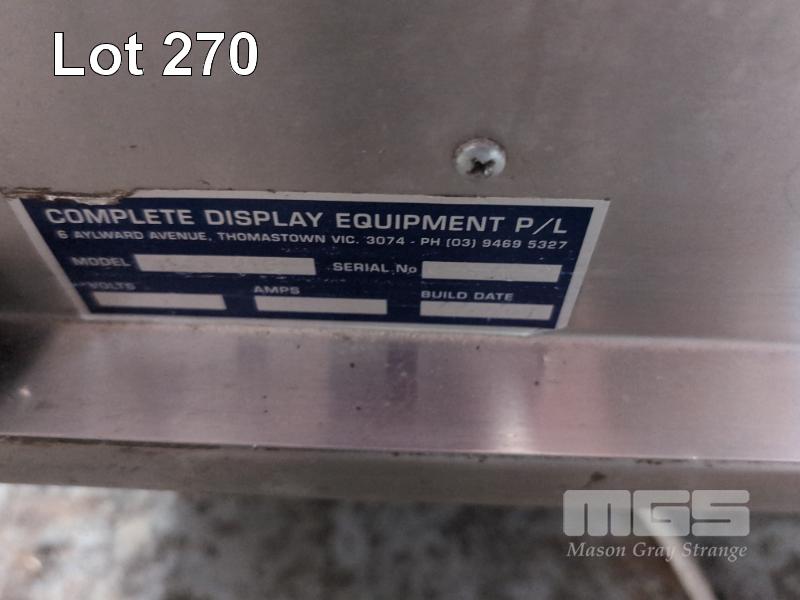 Lot 270
COMPLETE DISPLAY EQUIPMENT P/L
6 AYLWARD AVENUE, THOMASTOWN VIC. 3074 - PH (03) 9469 5327
MODEL SERIAL No
VOLTS AMPS BUILD DATE
MGS
Mason Gray Strange